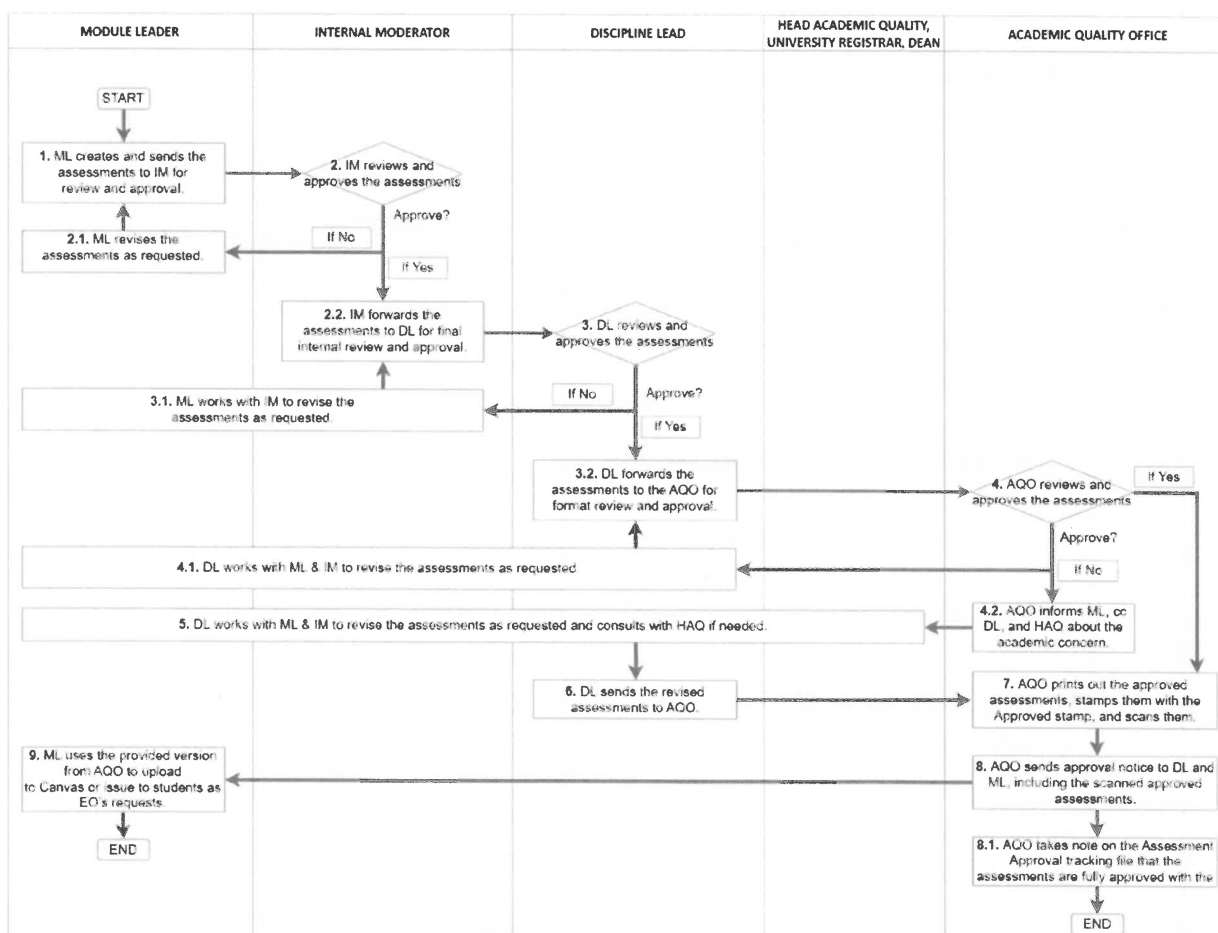 MODULE LEADER
INTERNAL MODERATOR
DISCIPLINE LEAD
HEAD ACADEMIC QUALITY,
UNIVERSITY REGISTRAR, DEAN
ACADEMIC QUALITY OFFICE
START
1. ML creates and sends the
assessments to IM for
review and approval.
2. IM reviews and
approves the assessments
Approve?
If No
2.1. ML revises the
assessments as requested.
If Yes
2.2. IM forwards the
assessments to DL for final
internal review and approval.
3. DL reviews and
approves the assessments
Approve?
If No
3.1. ML works with IM to revise the
assessments as requested.
If Yes
3.2. DL forwards the
assessments to the AQO for
format review and approval.
4. AQO reviews and
approves the assessments
If Yes
Approve?
If No
4.1. DL works with ML & IM to revise the assessments as requested.
4.2. AQO informs ML, cc
DL, and HAQ about the
academic concern.
5. DL works with ML & IM to revise the assessments as requested and consults with HAQ if needed.
6. DL sends the revised
assessments to AQO.
7. AQO prints out the approved
assessments, stamps them with the
Approved stamp, and scans them.
8. AQO sends approval notice to DL and
ML, including the scanned approved
assessments.
9. ML uses the provided version
from AQO to upload
to Canvas or issue to students as
EO's requests.
END
8.1. AQO takes note on the Assessment
Approval tracking file that the
assessments are fully approved with the
END